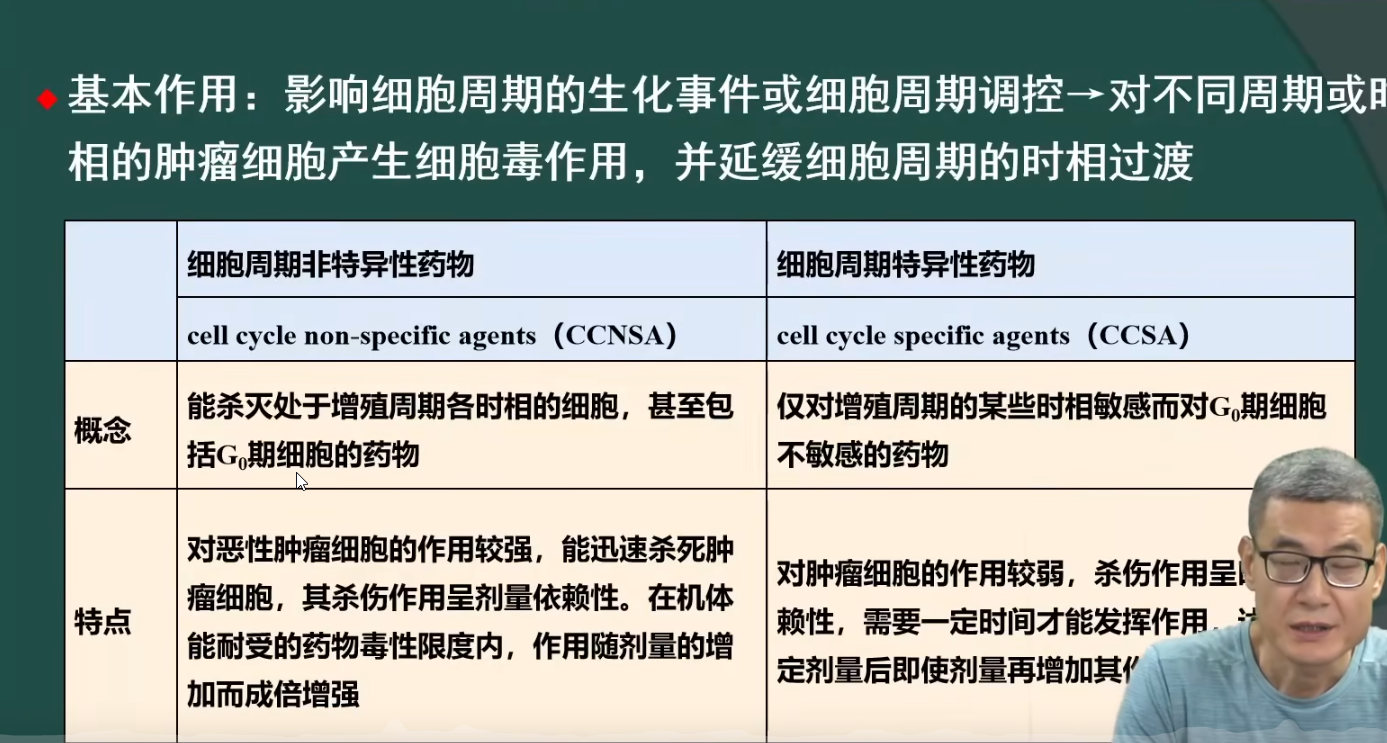 基本作用：影响细胞周期的生化事件或细胞周期调控→对不同周期或
相的肿瘤细胞产生细胞毒作用，并延缓细胞周期的时相过渡
细胞周期非特异性药物
细胞周期特异性药物
cell cycle non-specific agents（CCNSA）
cell cycle specific agents（CCSA）
概念
能杀灭处于增殖周期各时相的细胞，甚至包
括G₀期细胞的药物
仅对增殖周期的某些时相敏感而对G₀期细胞
不敏感的药物
特点
对恶性肿瘤细胞的作用较强，能迅速杀死肿
瘤细胞，其杀伤作用呈剂量依赖性。在机体
能耐受的药物毒性限度内，作用随剂量的增
加而成倍增强
对肿瘤细胞的作用较弱，杀伤作用呈
赖性，需要一定时间才能发挥作用，
定剂量后即使剂量再增加其